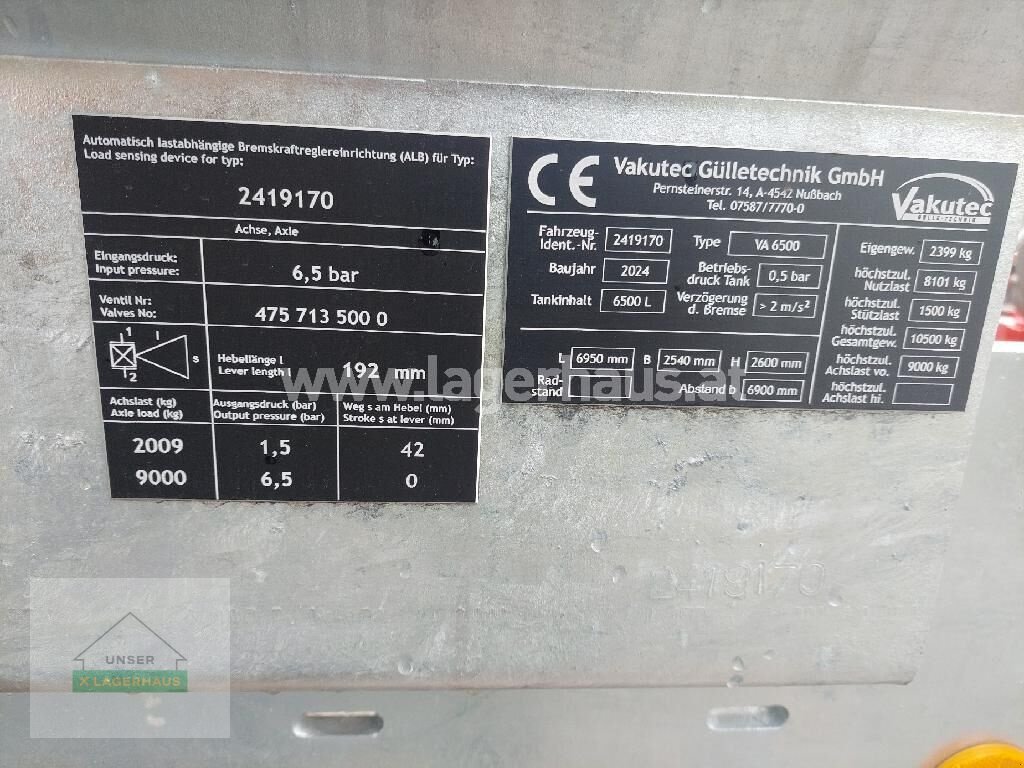 Automatisch lastabhängige Bremskraftreglereinrichtung (ALB) für Typ:
Load sensing device for typ:
2419170
Achse, Axle
Eingangsdruck:
Input pressure:
6,5 bar
Ventil Nr:
Valves No:
475 713 500 0
1
l
s
2
Hebellänge l
Lever length l
192 mm
Achslast (kg)
Axle load (kg)
Ausgangsdruck (bar)
Output pressure (bar)
Weg s am Hebel (mm)
Stroke s at lever (mm)
2009 1,5 42
9000 6,5 0
CE
Vakutec Gülletechnik GmbH
Pernsteinerstr. 14, A-4542 Nußbach
Tel. 07587/7770-0
Vakutec
GÜLLE-TECHNIK
Fahrzeug-
Ident.-Nr. 2419170
Type VA 6500
Baujahr 2024
Betriebs-
druck Tank 0,5 bar
Tankinhalt 6500 L
Verzögerung
d. Bremse > 2 m/s²
L 6950 mm B 2540 mm H 2600 mm
Rad-
stand
Abstand b 6900 mm
Eigengew. 2399 kg
höchstzul.
Nutzlast 8101 kg
höchstzul.
Stützlast 1500 kg
höchstzul.
Gesamtgew. 10500 kg
höchstzul.
Achslast vo. 9000 kg
höchstzul.
Achslast hi.
www.lagerhaus.at
2419170
UNSER
X LAGERHAUS